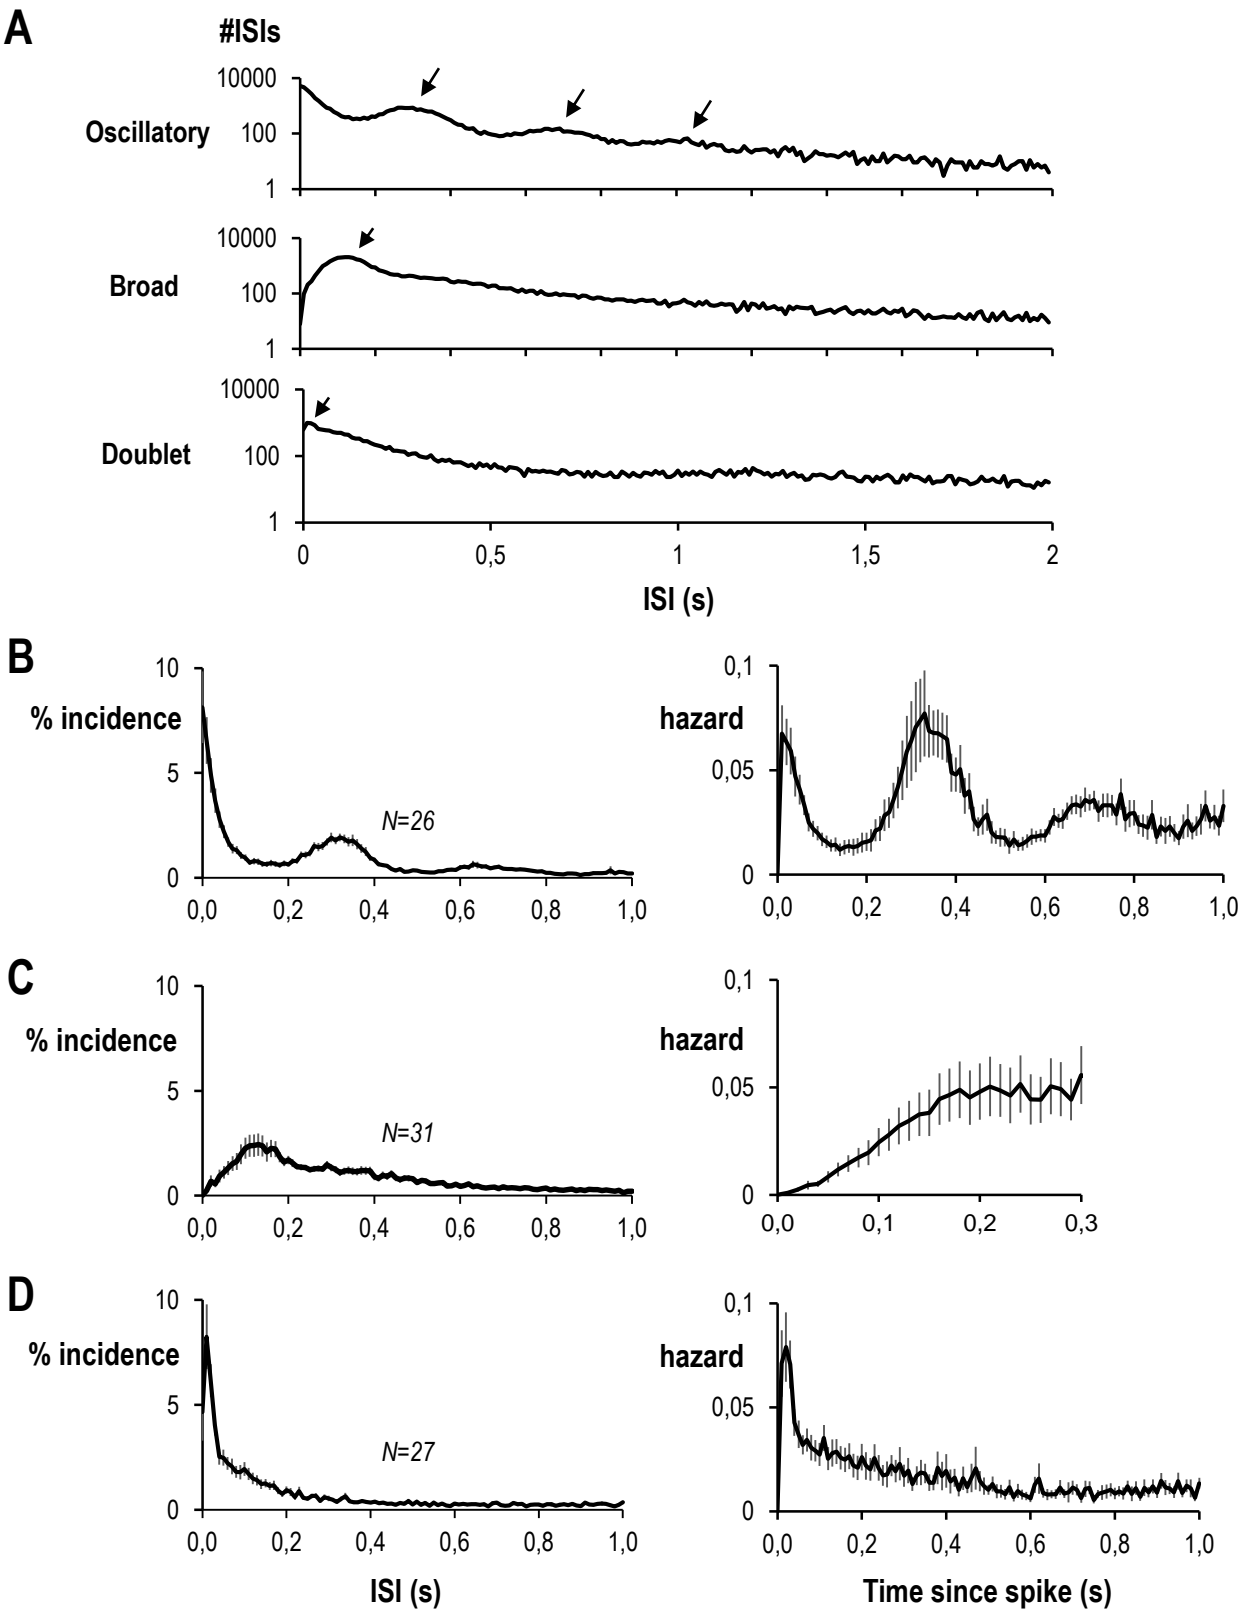 A
#ISIs
10000
Oscillatory
100
1
10000
Broad
100
1
10000
Doublet
100
1
0 0,5 1 1,5 2
ISI (s)
B
10 0,1
% incidence hazard
5 0,05
N=26
0 0
0,0 0,2 0,4 0,6 0,8 1,0 0,0 0,2 0,4 0,6 0,8 1,0
C
10 0,1
% incidence hazard
5 0,05
N=31
0 0
0,0 0,2 0,4 0,6 0,8 1,0 0,0 0,1 0,2 0,3
D
10 0,1
% incidence hazard
5 0,05
N=27
0 0
0,0 0,2 0,4 0,6 0,8 1,0 0,0 0,2 0,4 0,6 0,8 1,0
ISI (s) Time since spike (s)